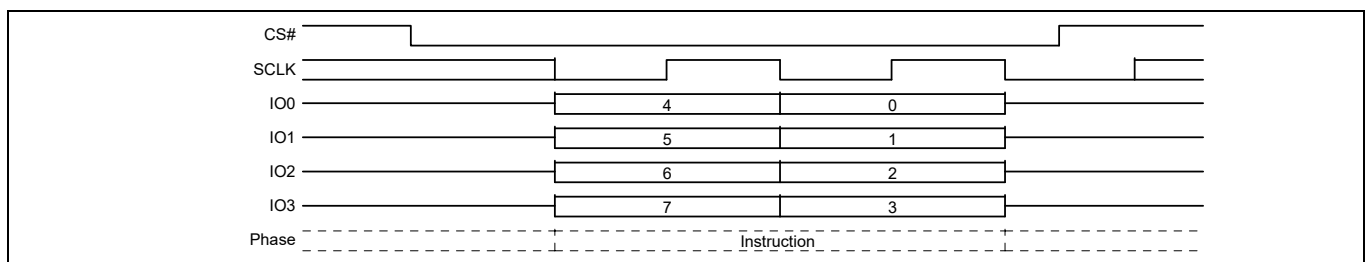 CS#
SCLK
IO0 4 0
IO1 5 1
IO2 6 2
IO3 7 3
Phase Instruction